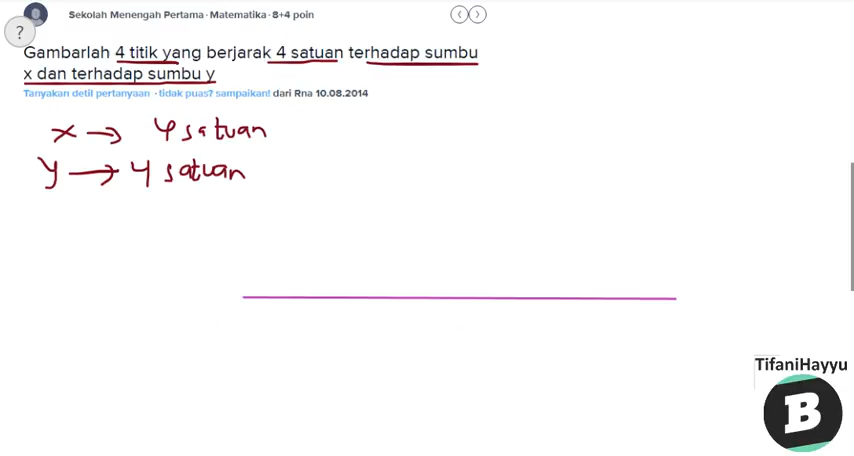 Sekolah Menengah Pertama · Matematika · 8+4 poin
?
Gambarlah 4 titik yang berjarak 4 satuan terhadap sumbu
x dan terhadap sumbu y
Tanyakan detil pertanyaan · tidak puas? sampaikan! dari Rna 10.08.2014
x → 4 satuan
y → 4 satuan
TifaniHayyu
B